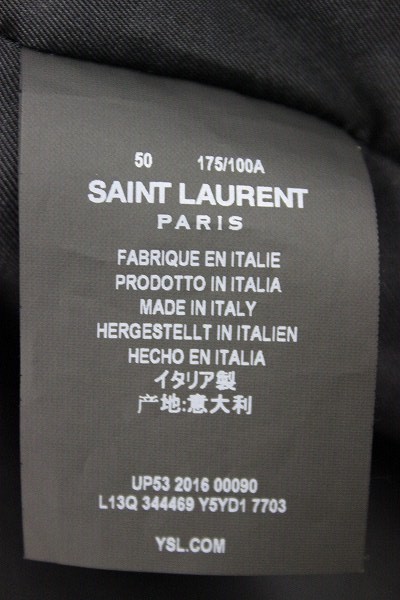 50 175/100A
SAINT LAURENT
PARIS
FABRIQUE EN ITALIE
PRODOTTO IN ITALIA
MADE IN ITALY
HERGESTELLT IN ITALIEN
HECHO EN ITALIA
イタリア製
产地:意大利
UP53 2016 00090
L13Q 344469 Y5YD1 7703
YSL.COM